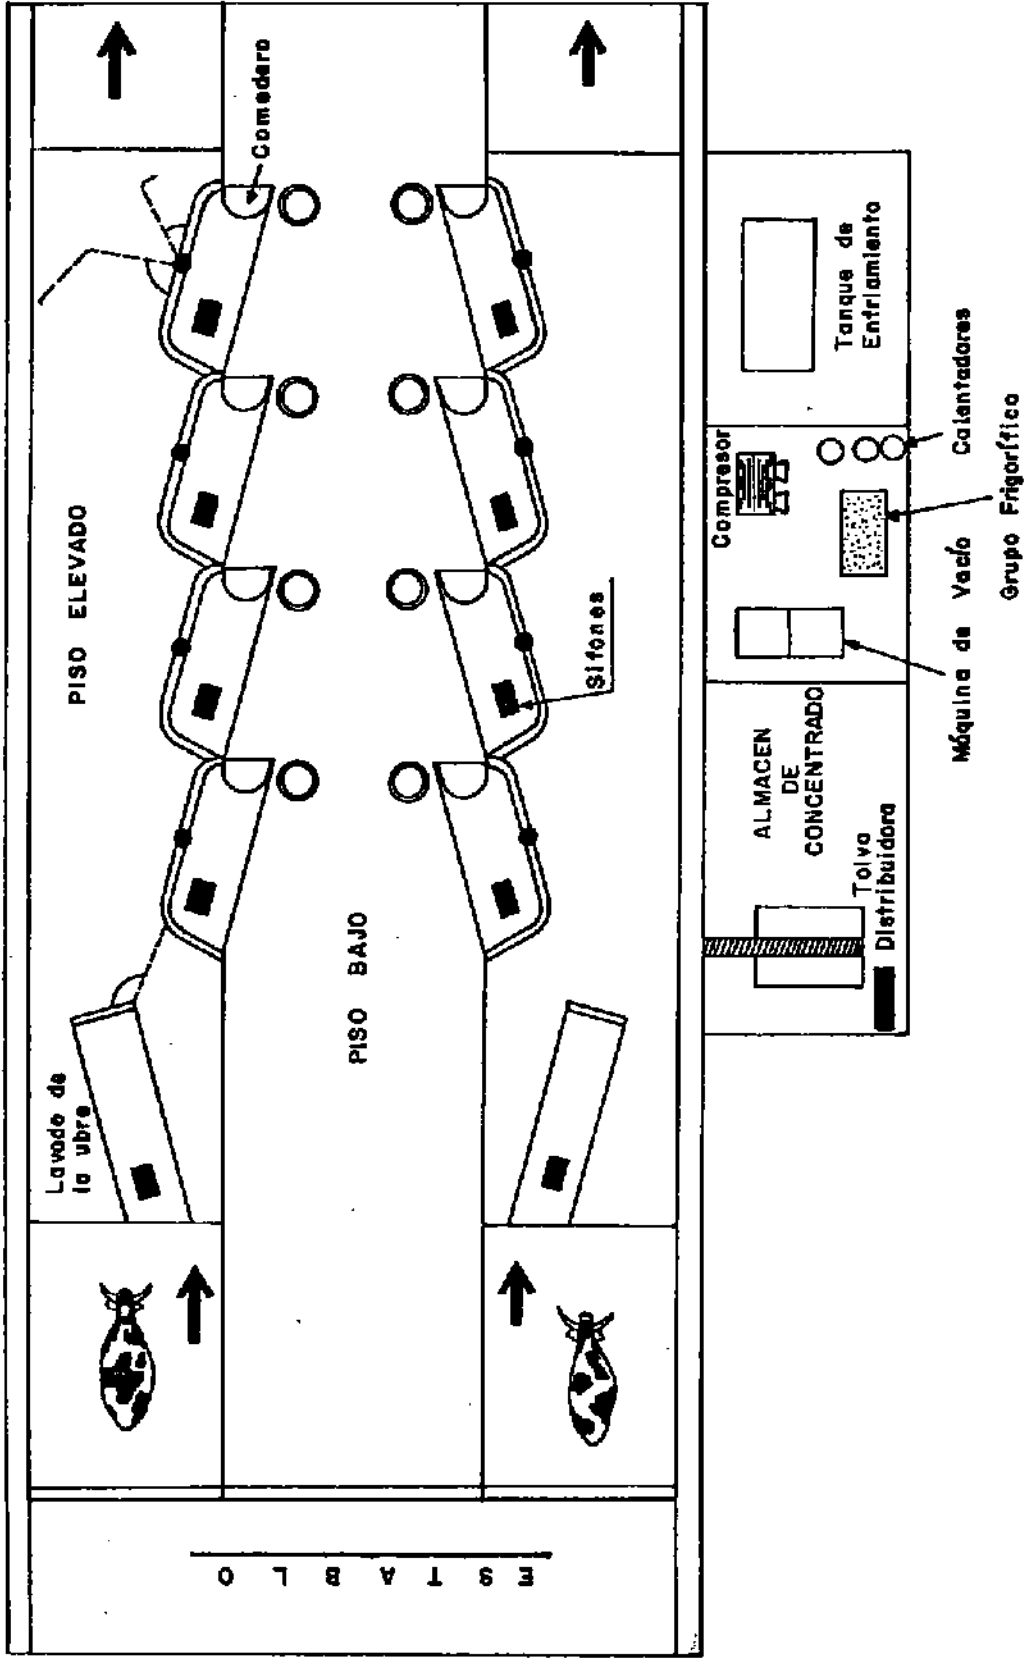 Comedero
PISO ELEVADO
Sifones
PISO BAJO
Lavado de
la ubre
ESTABLO
Tanque de
Enfriamiento
Compresor
Calentadores
Grupo Frigorífico
Máquina de Vacío
ALMACEN
DE
CONCENTRADO
Tolva
Distribuidora